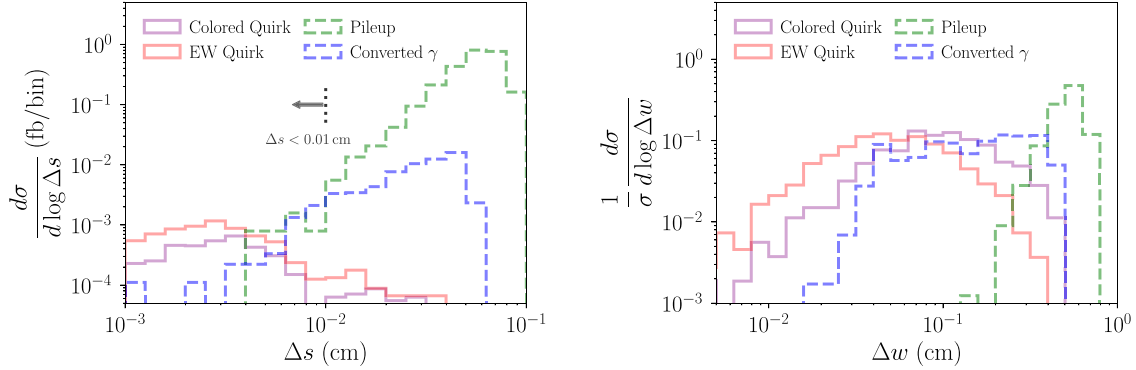 Colored Quirk
EW Quirk
Pileup
Converted γ
Δs < 0.01 cm
10^0
10^-1
10^-2
10^-3
10^-4
dσ / d log Δs (fb/bin)
10^-3
10^-2
10^-1
Δs (cm)
Colored Quirk
EW Quirk
Pileup
Converted γ
10^0
10^-1
10^-2
10^-3
1/σ dσ / d log Δw
10^-2
10^-1
10^0
Δw (cm)